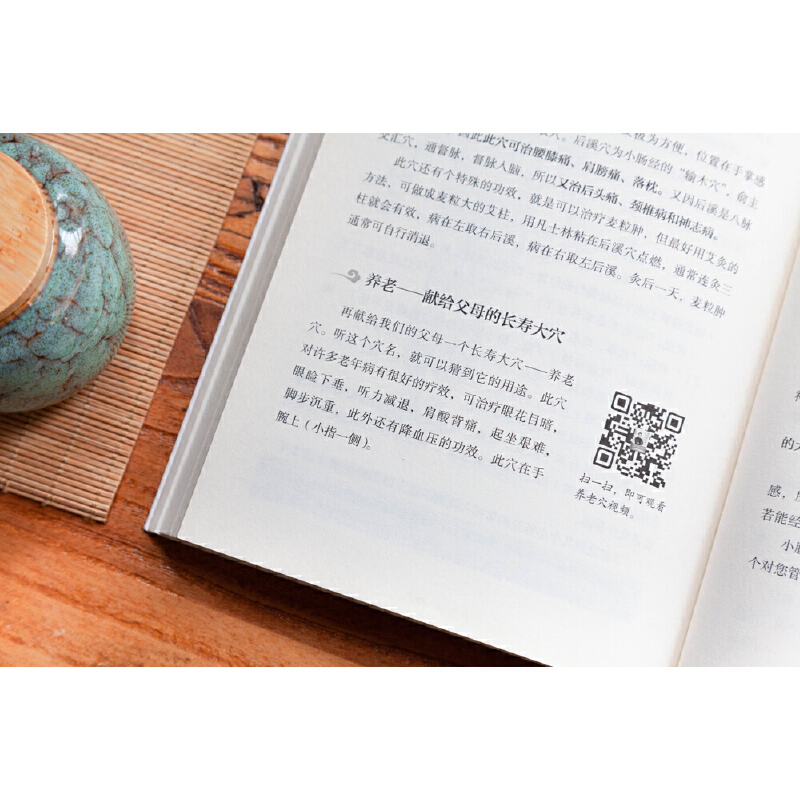 为方便，位置在手掌感
因此此穴可治腰膝痛、肩膀痛、落枕。后溪穴为小肠经的“输木穴”，俞主
又汇穴，通督脉，督脉入脑，所以又治后头痛、颈椎病和神志病。又因后溪是八脉
此穴还有个特殊的功效，就是可以治疗麦粒肿，但最好用艾灸的
方法，可做成麦粒大的艾柱，用凡士林粘在后溪穴点燃，通常连灸三
柱就会有效，病在左取右后溪，病在右取左后溪。灸后一天，麦粒肿
通常可自行消退。
养老——献给父母的长寿大穴
再献给我们的父母一个长寿大穴——养老
穴。听这个穴名，就可以猜到它的用途。此穴
对许多老年病有很好的疗效，可治疗眼花目暗，
眼睑下垂，听力减退，肩酸背痛，起坐艰难，
脚步沉重，此外还有降血压的功效。此穴在手
腕上（小指一侧）。
扫一扫，即可观看
养老穴视频。
的大
感，
若能经
小肠
个对您管